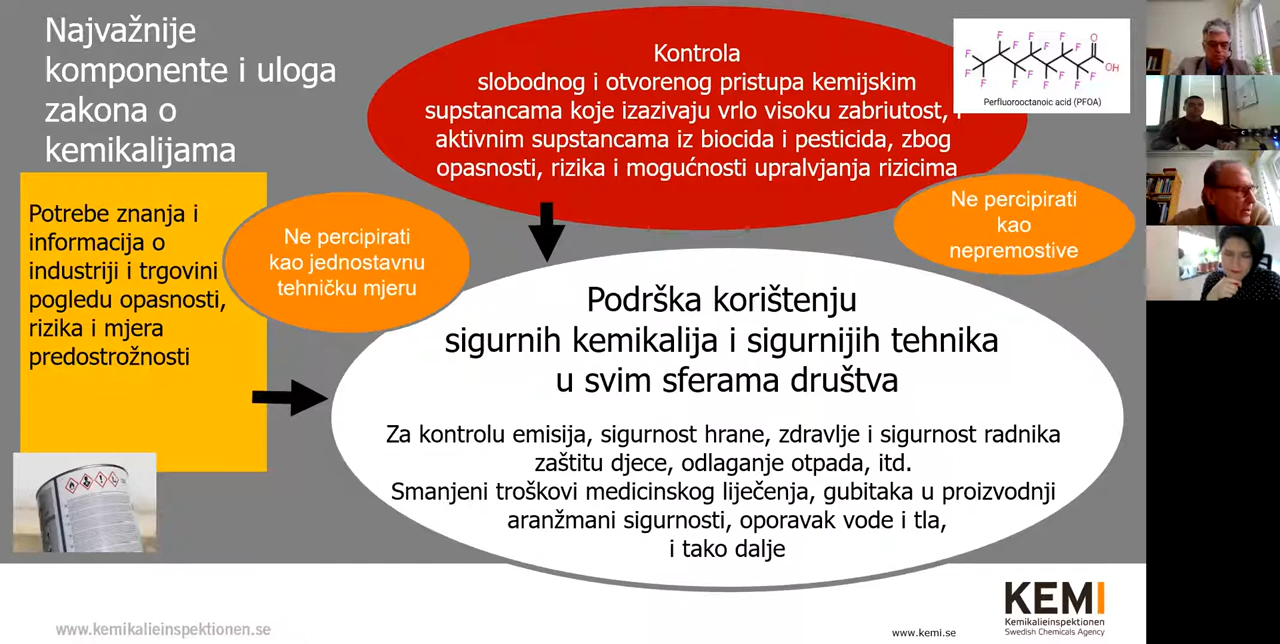 Najvažnije
komponente i uloga
zakona o
kemikalijama
Kontrola
slobodnog i otvorenog pristupa kemijskim
supstancama koje izazivaju vrlo visoku zabriutost,
aktivnim supstancama iz biocida i pesticida, zbog
opasnosti, rizika i mogućnosti upralvjanja rizicima
F F F F F F F F F F F F F F F O OH
Perfluorooctanoic acid (PFOA)
Potrebe znanja i
informacija o
industriji i trgovini
pogledu opasnosti,
rizika i mjera
predostrožnosti
Ne percipirati
kao jednostavnu
tehničku mjeru
Ne percipirati
kao
nepremostive
Podrška korištenju
sigurnih kemikalija i sigurnijih tehnika
u svim sferama društva
Za kontrolu emisija, sigurnost hrane, zdravlje i sigurnost radnika
zaštitu djece, odlaganje otpada, itd.
Smanjeni troškovi medicinskog liječenja, gubitaka u proizvodnji
aranžmani sigurnosti, oporavak vode i tla,
i tako dalje
www.kemikalieinspektionen.se
www.kemi.se
KEMI
Kemikalieinspektionen
Swedish Chemicals Agency